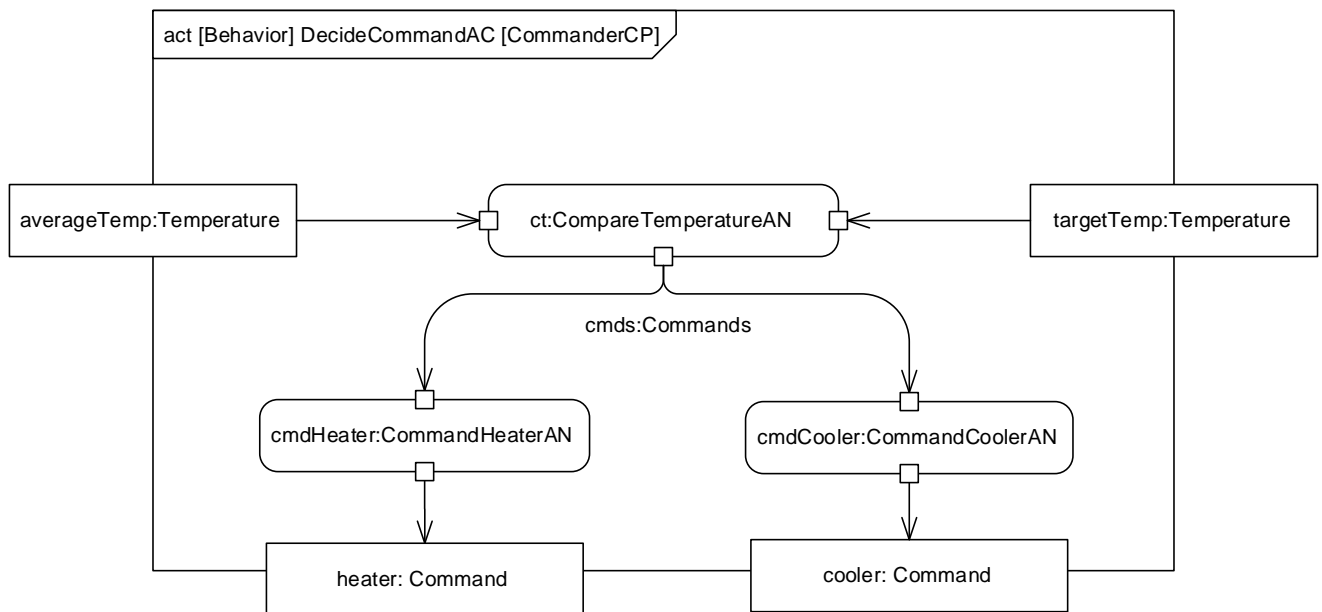 act [Behavior] DecideCommandAC [CommanderCP]
averageTemp:Temperature
ct:CompareTemperatureAN
targetTemp:Temperature
cmds:Commands
cmdHeater:CommandHeaterAN
cmdCooler:CommandCoolerAN
heater: Command
cooler: Command